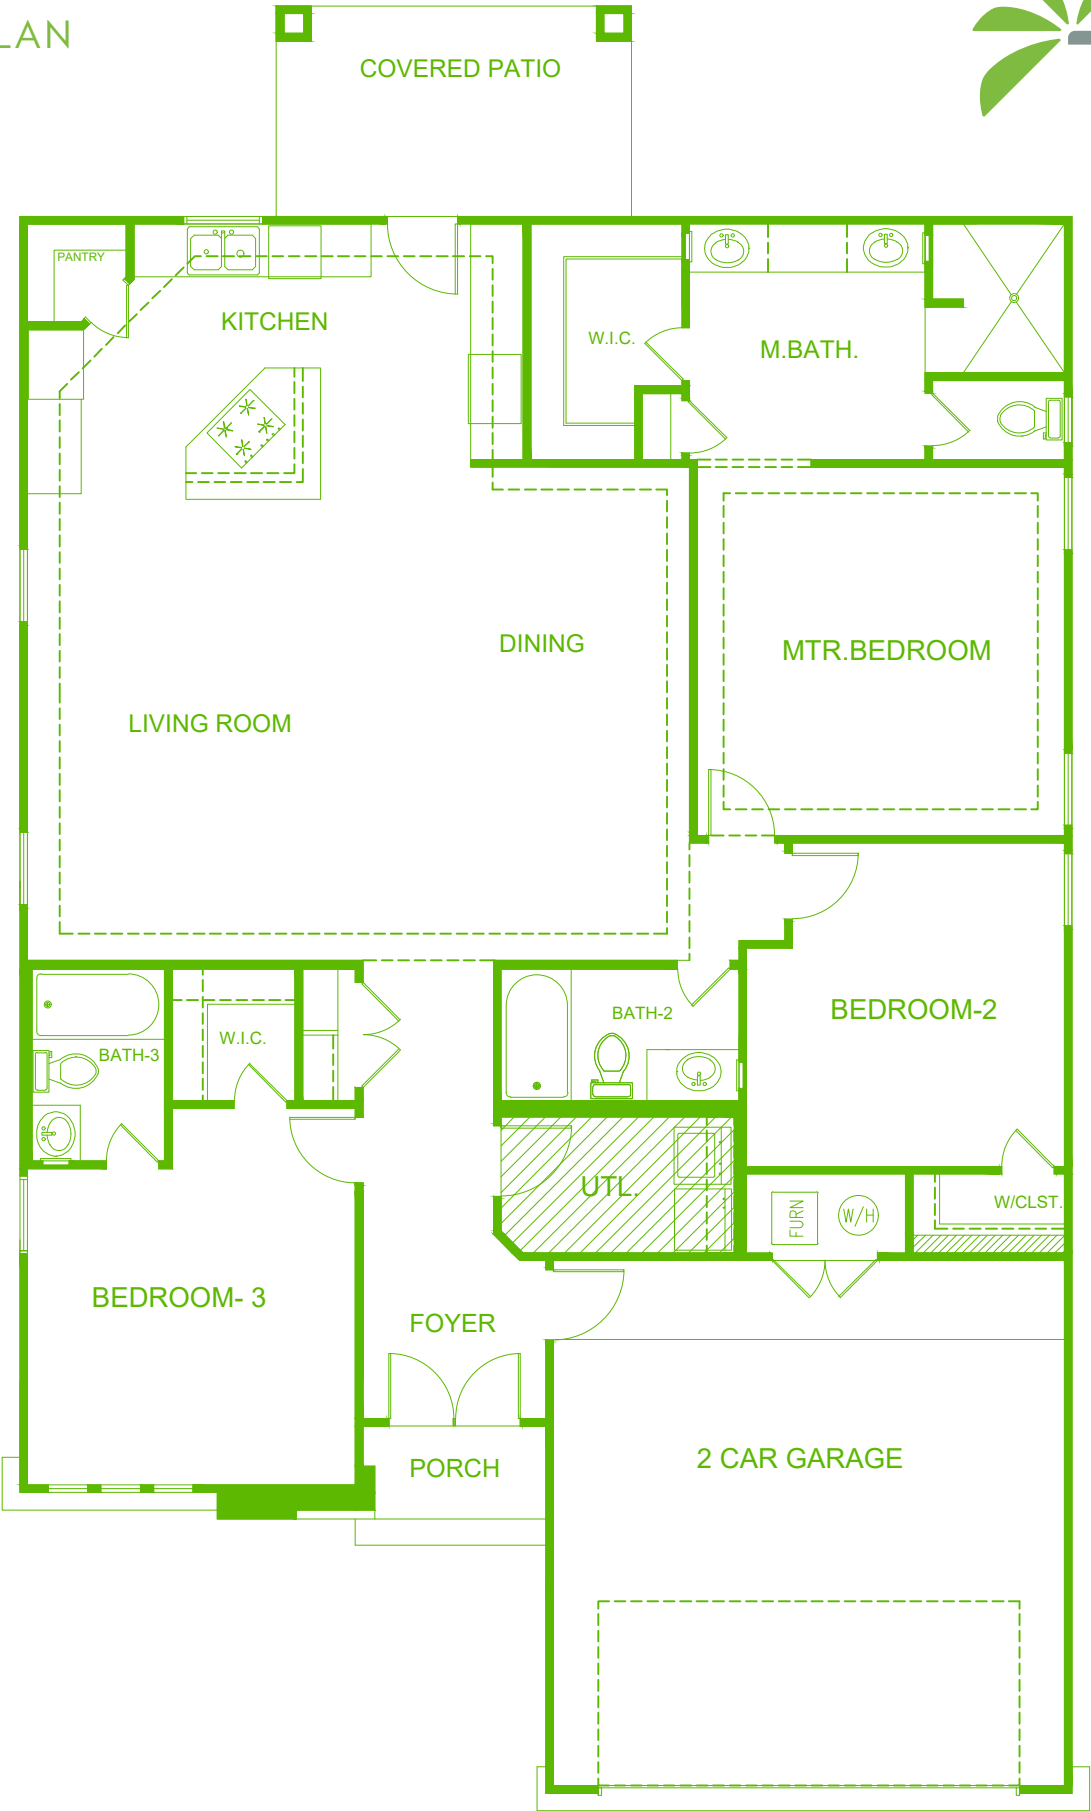 COVERED PATIO
PANTRY
KITCHEN
W.I.C.
M.BATH.
DINING
MTR.BEDROOM
LIVING ROOM
BATH-2
BEDROOM-2
W.I.C.
BATH-3
UTL.
FURN
W/H
W/CLST.
BEDROOM- 3
FOYER
PORCH
2 CAR GARAGE